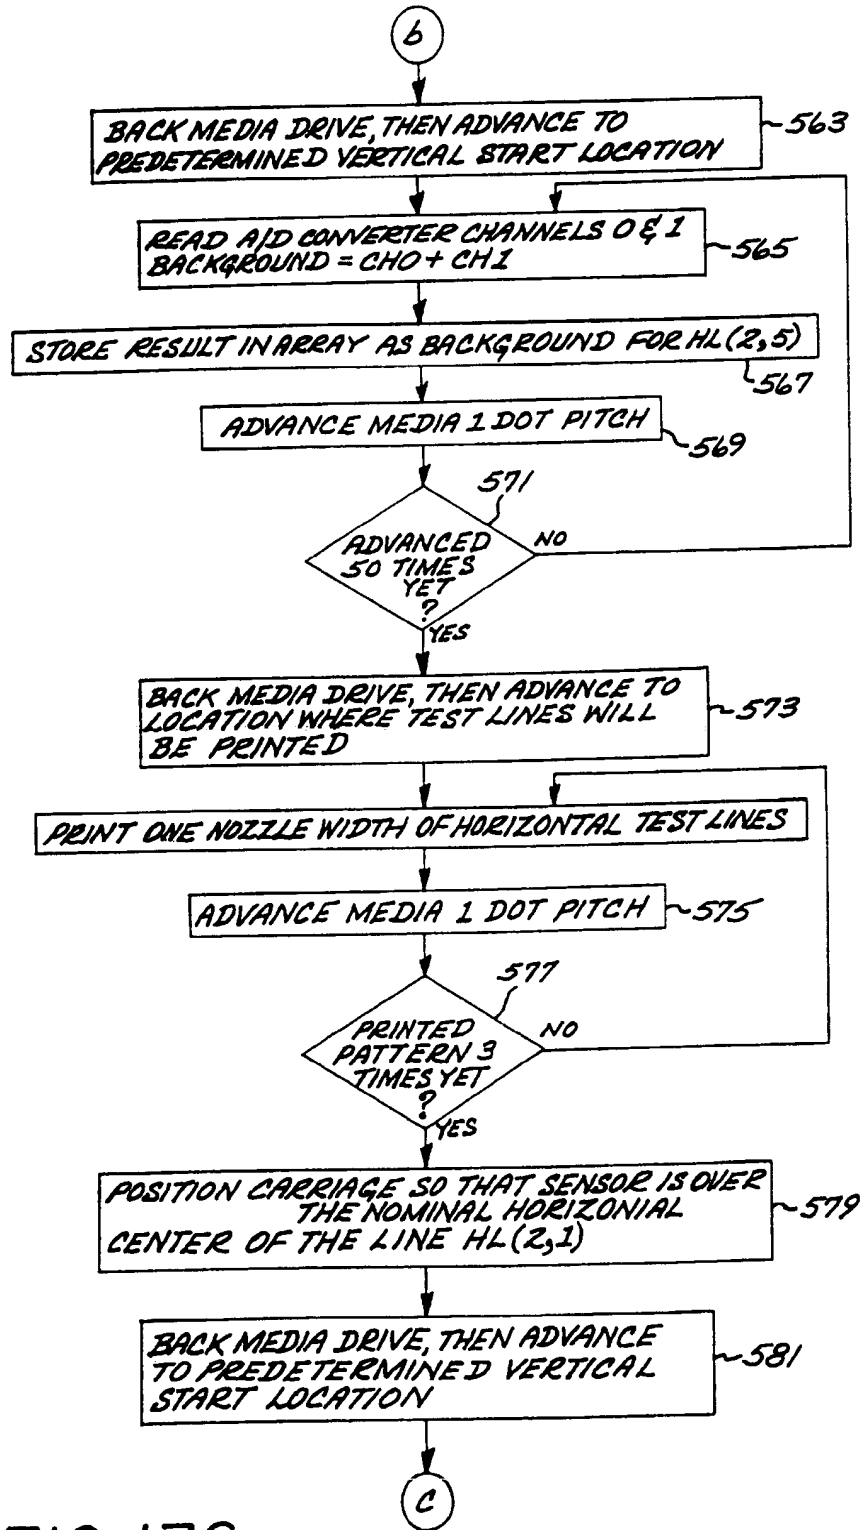 b
BACK MEDIA DRIVE, THEN ADVANCE TO
PREDETERMINED VERTICAL START LOCATION
563
READ A/D CONVERTER CHANNELS 0 & 1
BACKGROUND = CH0 + CH1
565
STORE RESULT IN ARRAY AS BACKGROUND FOR HL(2,5)
567
ADVANCE MEDIA 1 DOT PITCH
569
571
ADVANCED
50 TIMES
YET
?
NO
YES
BACK MEDIA DRIVE, THEN ADVANCE TO
LOCATION WHERE TEST LINES WILL
BE PRINTED
573
PRINT ONE NOZZLE WIDTH OF HORIZONTAL TEST LINES
ADVANCE MEDIA 1 DOT PITCH
575
577
PRINTED
PATTERN 3
TIMES YET
?
NO
YES
POSITION CARRIAGE SO THAT SENSOR IS OVER
THE NOMINAL HORIZONIAL
CENTER OF THE LINE HL(2,1)
579
BACK MEDIA DRIVE, THEN ADVANCE
TO PREDETERMINED VERTICAL
START LOCATION
581
C